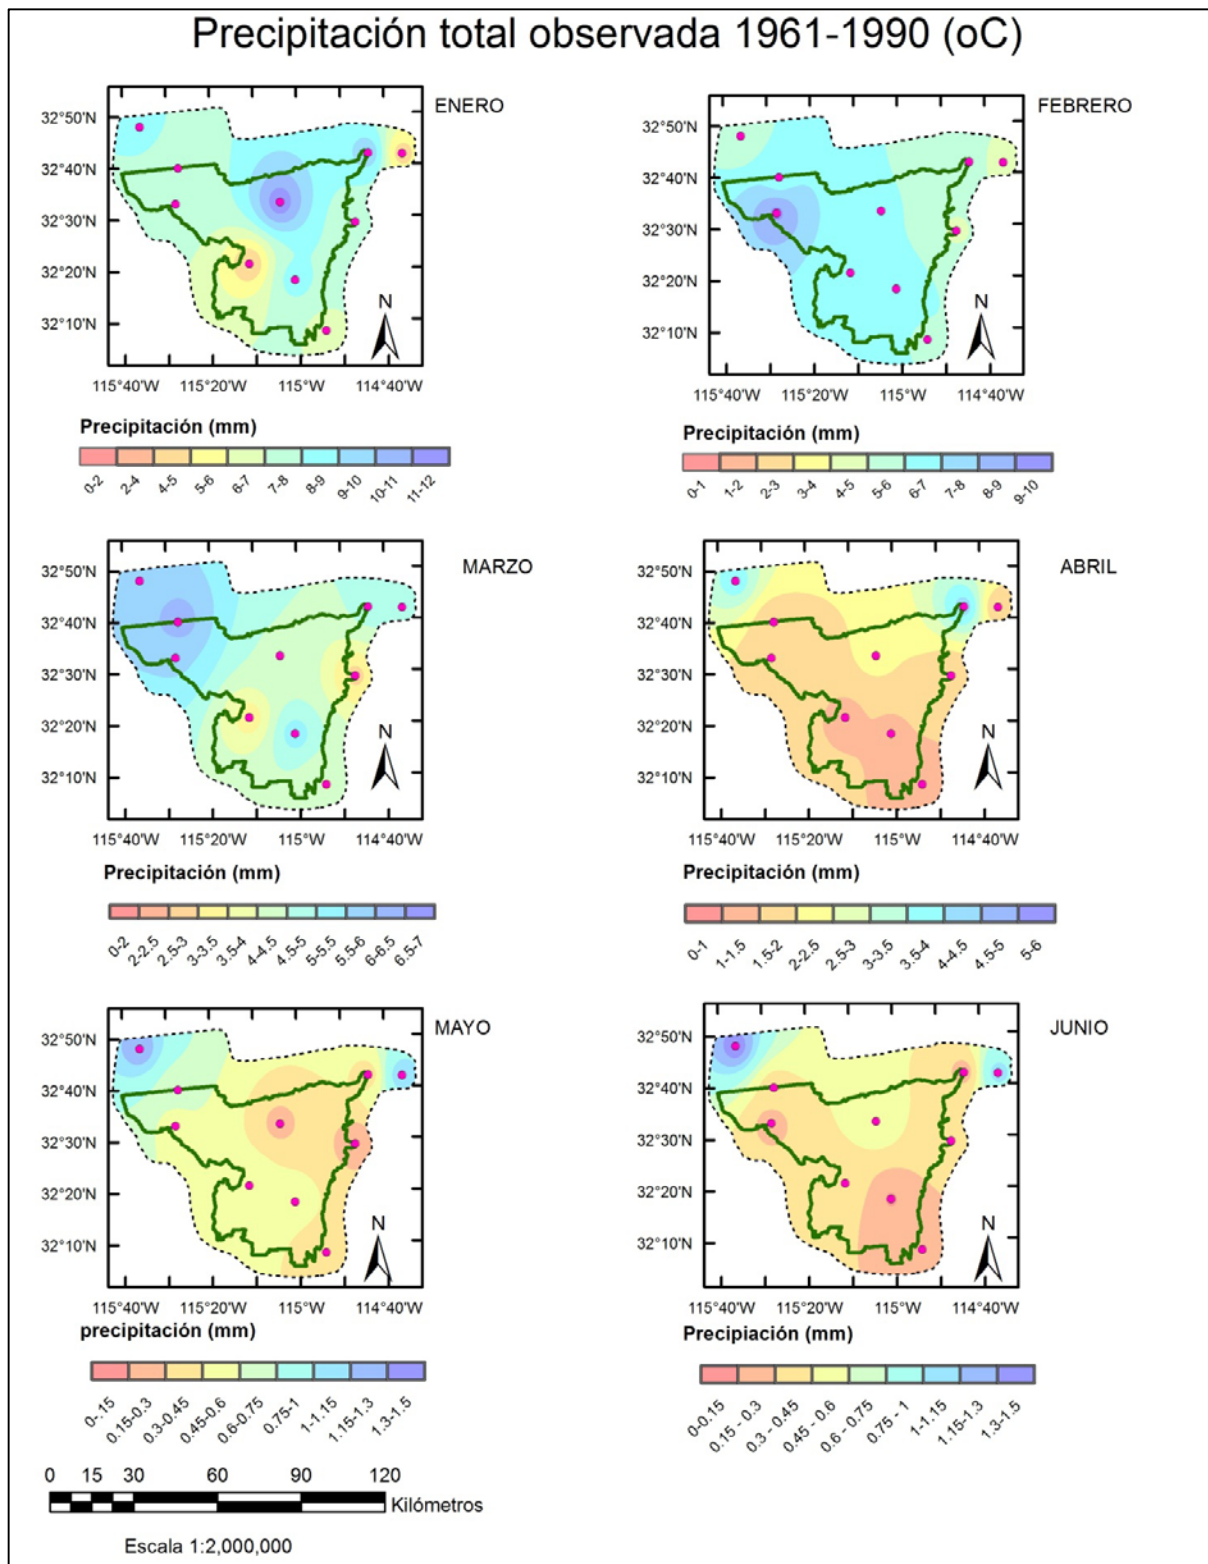 Precipitación total observada 1961-1990 (oC)
ENERO
32°50'N
32°40'N
32°30'N
32°20'N
32°10'N
N
115°40'W 115°20'W 115°W 114°40'W
Precipitación (mm)
0-2 2-4 4-5 5-6 6-7 7-8 8-9 9-10 10-11 11-12
FEBRERO
32°50'N
32°40'N
32°30'N
32°20'N
32°10'N
N
115°40'W 115°20'W 115°W 114°40'W
Precipitación (mm)
0-1 1-2 2-3 3-4 4-5 5-6 6-7 7-8 8-9 9-10
MARZO
32°50'N
32°40'N
32°30'N
32°20'N
32°10'N
N
115°40'W 115°20'W 115°W 114°40'W
Precipitación (mm)
0-2 2-2.5 2.5-3 3-3.5 3.5-4 4-4.5 4.5-5 5-5.5 5.5-6 6-6.5 6.5-7
ABRIL
32°50'N
32°40'N
32°30'N
32°20'N
32°10'N
N
115°40'W 115°20'W 115°W 114°40'W
Precipitación (mm)
0-1 1-1.5 1.5-2 2-2.5 2.5-3 3-3.5 3.5-4 4-4.5 4.5-5 5-6
MAYO
32°50'N
32°40'N
32°30'N
32°20'N
32°10'N
N
115°40'W 115°20'W 115°W 114°40'W
precipitación (mm)
0-.15 0.15-0.3 0.3-0.45 0.45-0.6 0.6-0.75 0.75-1 1-1.15 1.15-1.3 1.3-1.5
JUNIO
32°50'N
32°40'N
32°30'N
32°20'N
32°10'N
N
115°40'W 115°20'W 115°W 114°40'W
Precipiación (mm)
0-0.15 0.15 - 0.3 0.3 - 0.45 0.45 - 0.6 0.6 - 0.75 0.75 - 1 1-1.15 1.15-1.3 1.3-1.5
0 15 30 60 90 120
Kilómetros
Escala 1:2,000,000